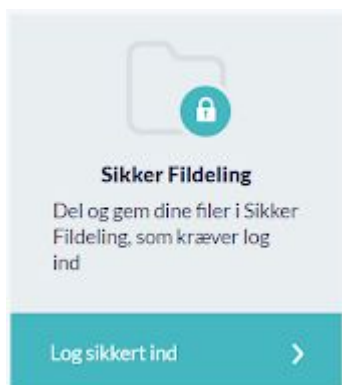 Sikker Fildeling
Del og gem dine filer i Sikker
Fildeling, som kræver log
ind
Log sikkert ind